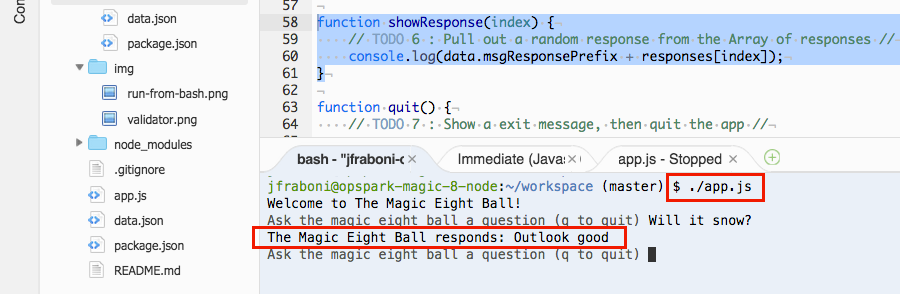 Con
data.json
package.json
img
run-from-bash.png
validator.png
node_modules
.gitignore
app.js
data.json
package.json
README.md
57 ¬
58 function·showResponse(index)·{¬
59 ····//·TODO·6·:·Pull·out·a·random·response·from·the·Array·of·responses·//¬
60 ····console.log(data.msgResponsePrefix·+·responses[index]);¬
61 }¬
62 ¬
63 function·quit()·{¬
64 ····//·TODO·7·:·Show·a·exit·message,·then·quit·the·app·//¬
bash - "jfraboni-o × Immediate (Javas × app.js - Stopped ×
jfraboni@opspark-magic-8-node:~/workspace (master) $ ./app.js
Welcome to The Magic Eight Ball!
Ask the magic eight ball a question (q to quit) Will it snow?
The Magic Eight Ball responds: Outlook good
Ask the magic eight ball a question (q to quit)